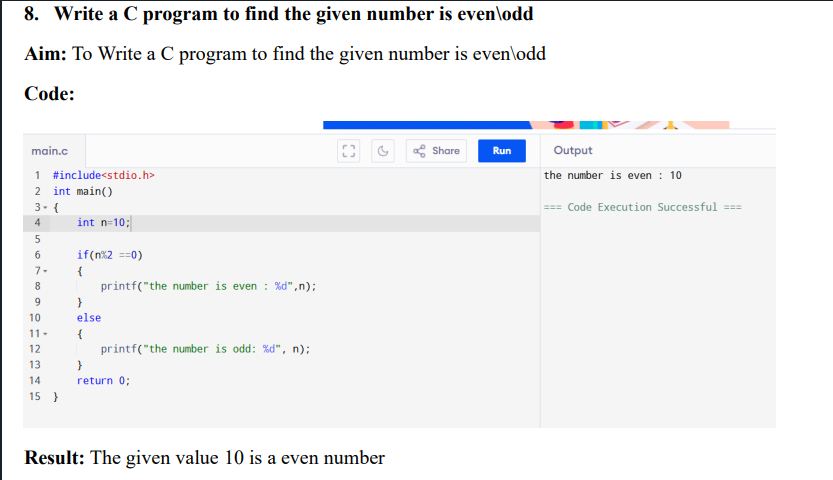 8. Write a C program to find the given number is even\odd
Aim: To Write a C program to find the given number is even\odd
Code:
main.c
Share
Run
Output
1 #include<stdio.h>
2 int main()
3 {
4 int n=10;
5
6 if(n%2 ==0)
7 {
8 printf("the number is even : %d",n);
9 }
10 else
11 {
12 printf("the number is odd: %d", n);
13 }
14 return 0;
15 }
the number is even : 10
=== Code Execution Successful ===
Result: The given value 10 is a even number